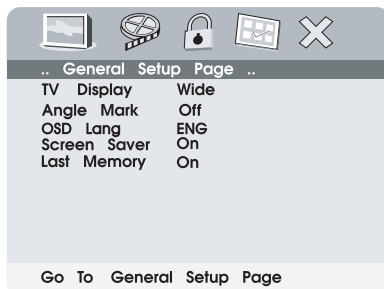 .. General Setup Page ..
TV Display Wide
Angle Mark Off
OSD Lang ENG
Screen Saver On
Last Memory On
Go To General Setup Page